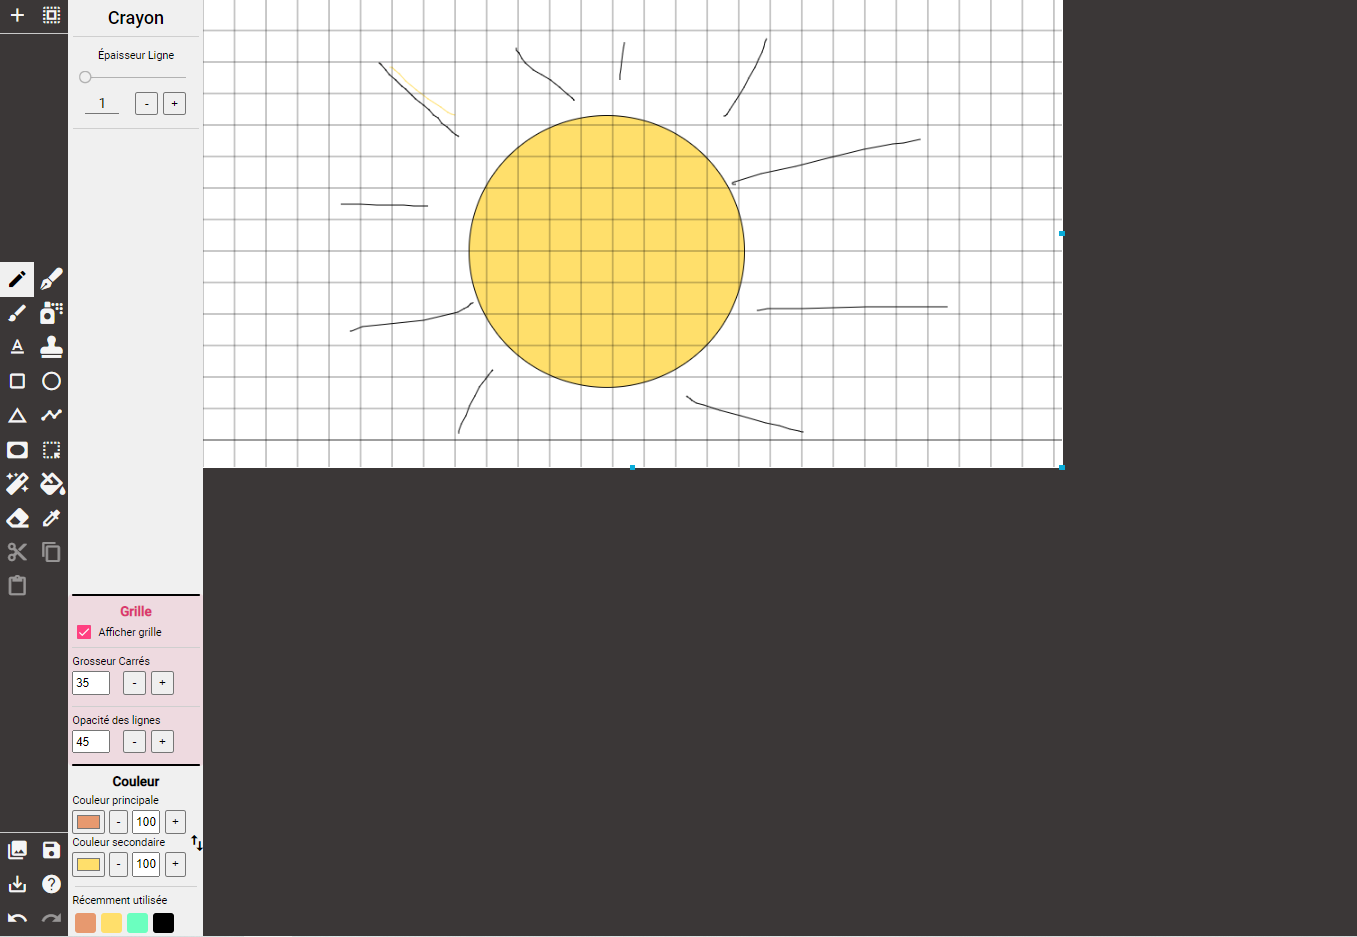 Crayon
Épaisseur Ligne
1 - +
A
Grille
Afficher grille
Grosseur Carrés
35 - +
Opacité des lignes
45 - +
Couleur
Couleur principale
- 100 +
Couleur secondaire
- 100 +
Récemment utilisée